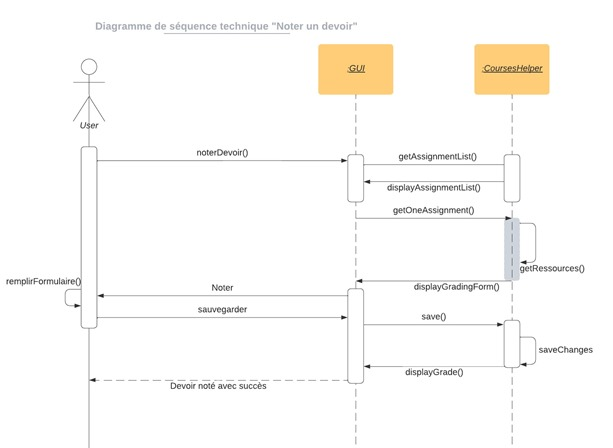 Diagramme de séquence technique "Noter un devoir"
:GUI
:CoursesHelper
User
noterDevoir()
getAssignmentList()
displayAssignmentList()
getOneAssignment()
getRessources()
displayGradingForm()
remplirFormulaire()
Noter
sauvegarder
save()
saveChanges
displayGrade()
Devoir noté avec succès